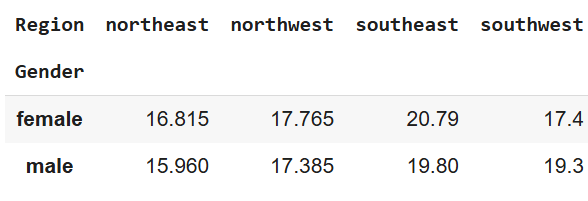 Region northeast northwest southeast southwest
Gender
female 16.815 17.765 20.79 17.4
male 15.960 17.385 19.80 19.3